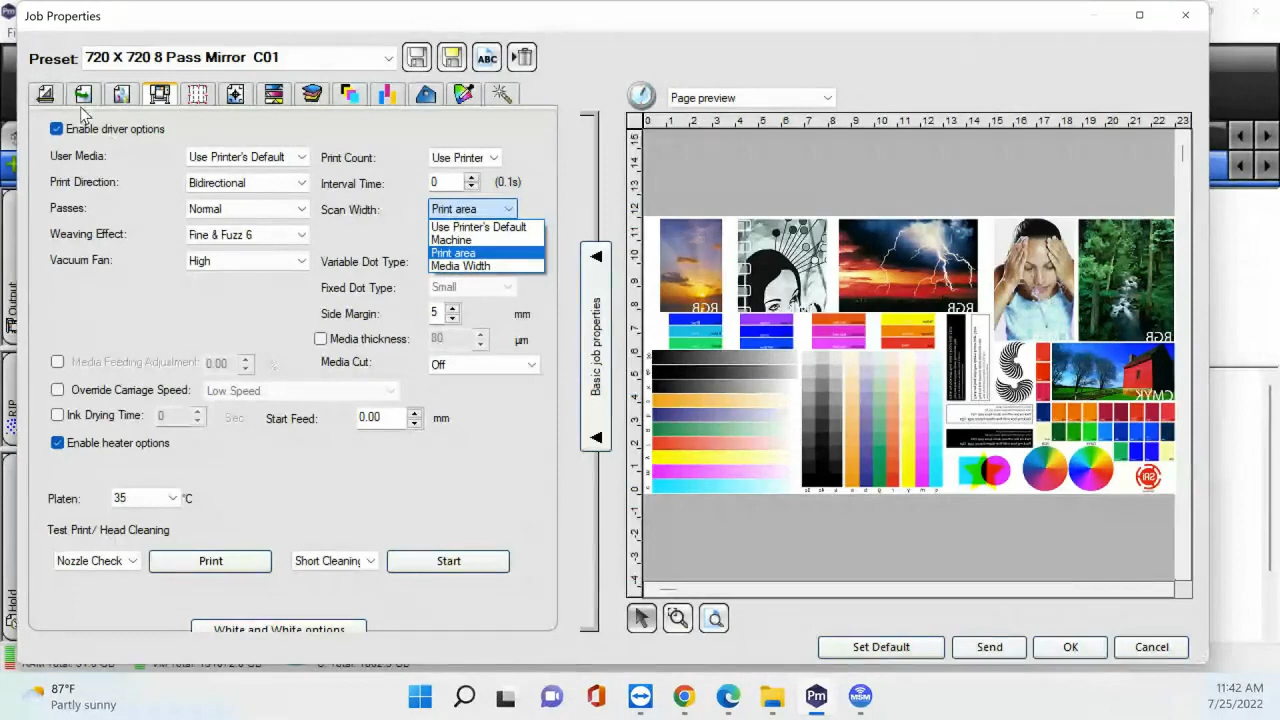 Job Properties
Preset: 720 X 720 8 Pass Mirror C01
ABC
Page preview
Enable driver options
User Media: Use Printer's Default Print Count: Use Printer
Print Direction: Bidirectional Interval Time: 0 (0.1s)
Passes: Normal Scan Width: Print area
Use Printer's Default
Machine
Print area
Media Width
Weaving Effect: Fine & Fuzz 6
Vacuum Fan: High Variable Dot Type:
Fixed Dot Type: Small
Side Margin: 5 mm
Media thickness: 80 µm
Media Feeding Adjustment: 0.00 % Media Cut: Off
Override Carriage Speed: Low Speed
Ink Drying Time: 0 Sec Start Feed: 0.00 mm
Enable heater options
Platen: 35 °C
Test Print/ Head Cleaning
Nozzle Check Print Short Cleaning Start
White and White options
Basic job properties
0 1 2 3 4 5 6 7 8 9 10 11 12 13 14 15 16 17 18 19 20 21 22 23
RGB
RGB
CMYK
Set Default Send OK Cancel
Output
RIP
Hold
87°F
Partly sunny
Pm
MSM
11:42 AM
7/25/2022